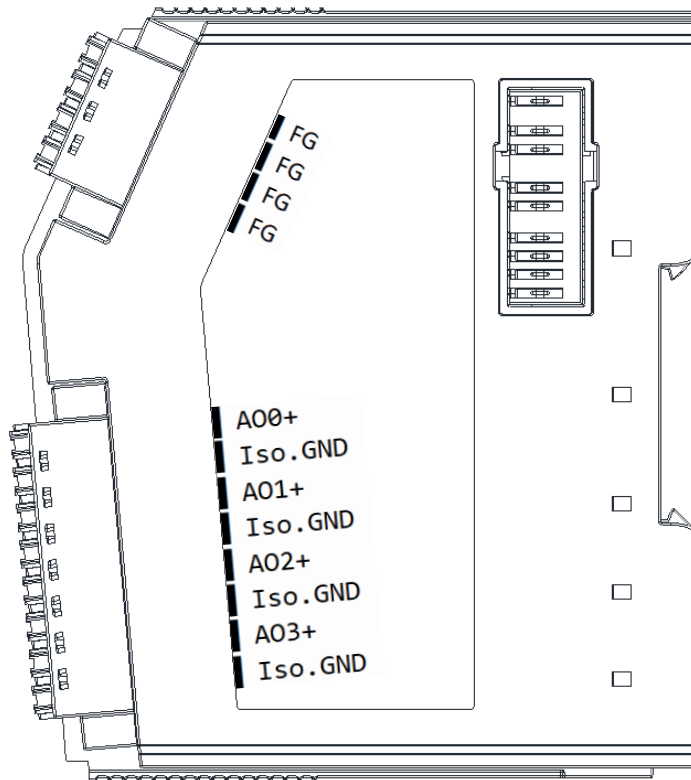 FG
FG
FG
FG
AO0+
Iso.GND
AO1+
Iso.GND
AO2+
Iso.GND
AO3+
Iso.GND